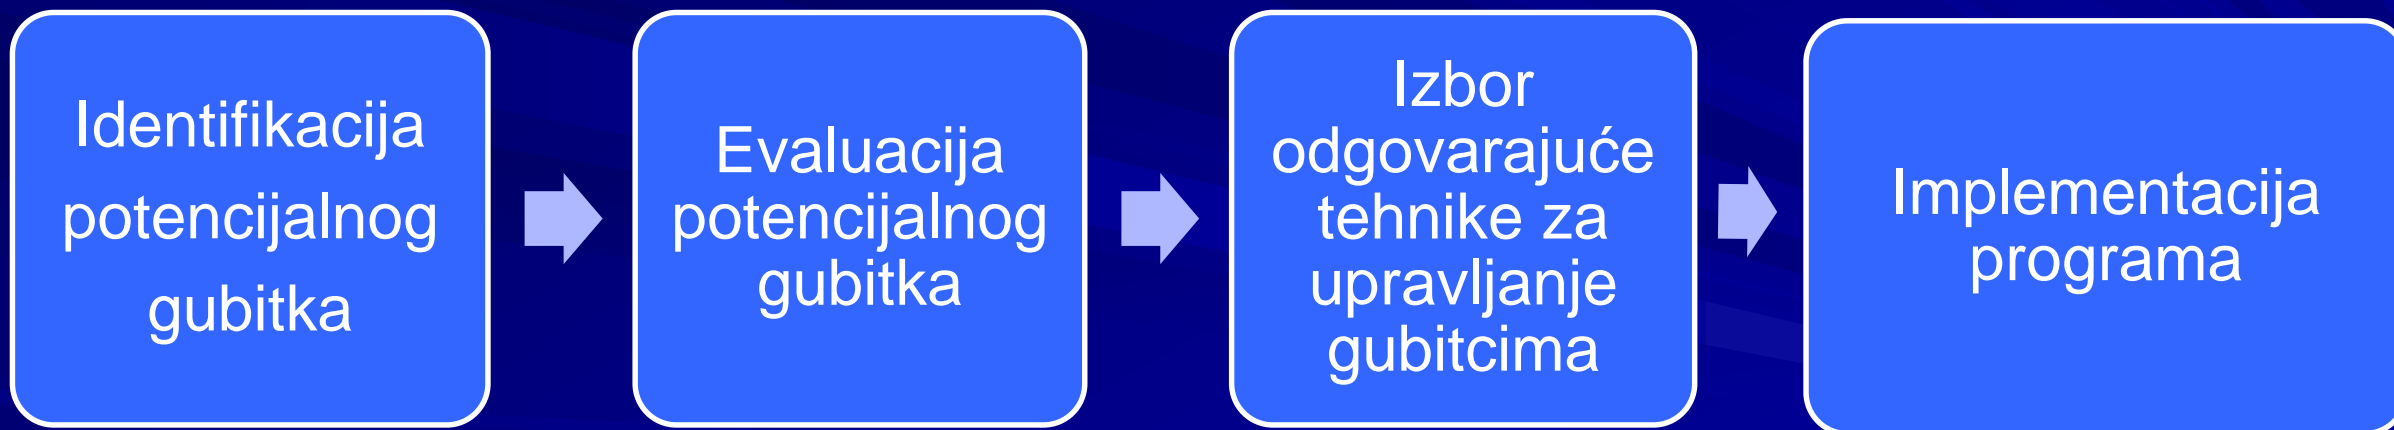 Identifikacija
potencijalnog
gubitka
Evaluacija
potencijalnog
gubitka
Izbor
odgovarajuće
tehnike za
upravljanje
gubitcima
Implementacija
programa